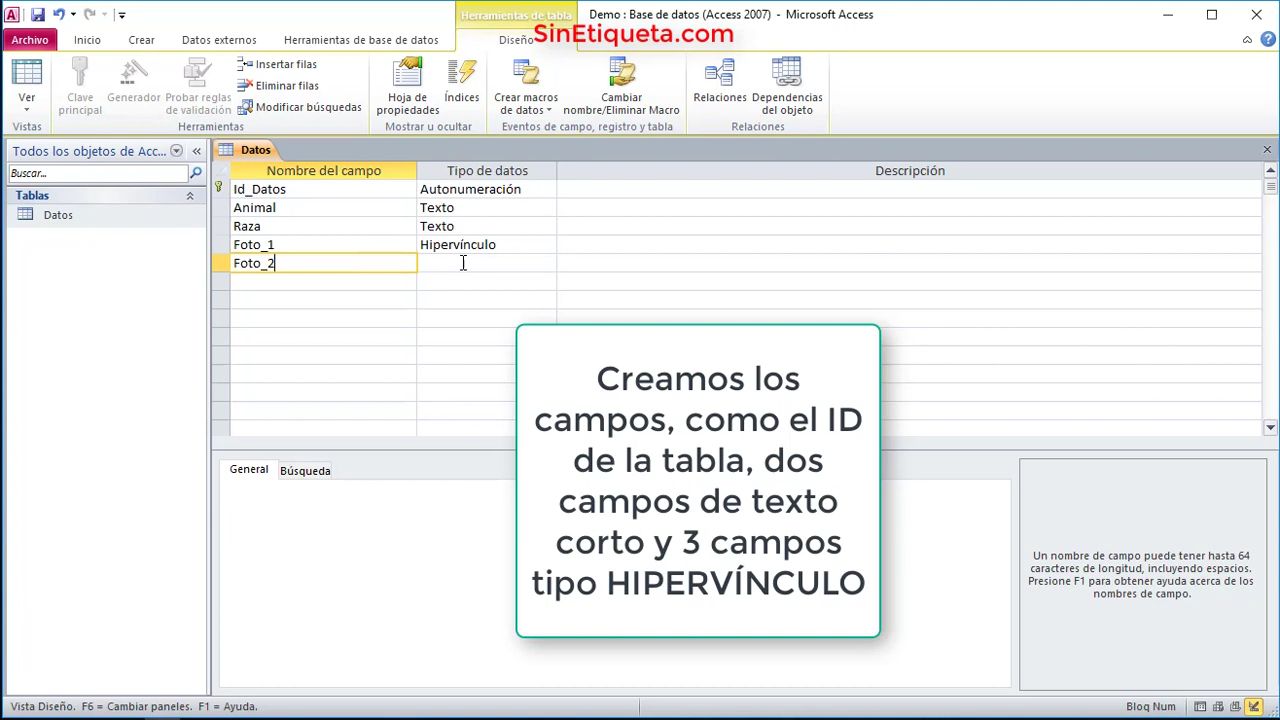 Herramientas de tabla
Demo : Base de datos (Access 2007) - Microsoft Access
SinEtiqueta.com
Archivo
Inicio
Crear
Datos externos
Herramientas de base de datos
Diseño
Ver
Vistas
Clave
principal
Generador
Probar reglas
de validación
Insertar filas
Eliminar filas
Modificar búsquedas
Herramientas
Hoja de
propiedades
Índices
Mostrar u ocultar
Crear macros
de datos
Cambiar
nombre/Eliminar Macro
Eventos de campo, registro y tabla
Relaciones
Dependencias
del objeto
Relaciones
Todos los objetos de Acc...
Buscar...
Tablas
Datos
Datos
Nombre del campo Tipo de datos Descripción
Id_Datos Autonumeración
Animal Texto
Raza Texto
Foto_1 Hipervínculo
Foto_2
Creamos los
campos, como el ID
de la tabla, dos
campos de texto
corto y 3 campos
tipo HIPERVÍNCULO
General
Búsqueda
Un nombre de campo puede tener hasta 64
caracteres de longitud, incluyendo espacios.
Presione F1 para obtener ayuda acerca de los
nombres de campo.
Vista Diseño. F6 = Cambiar paneles. F1 = Ayuda.
Bloq Num